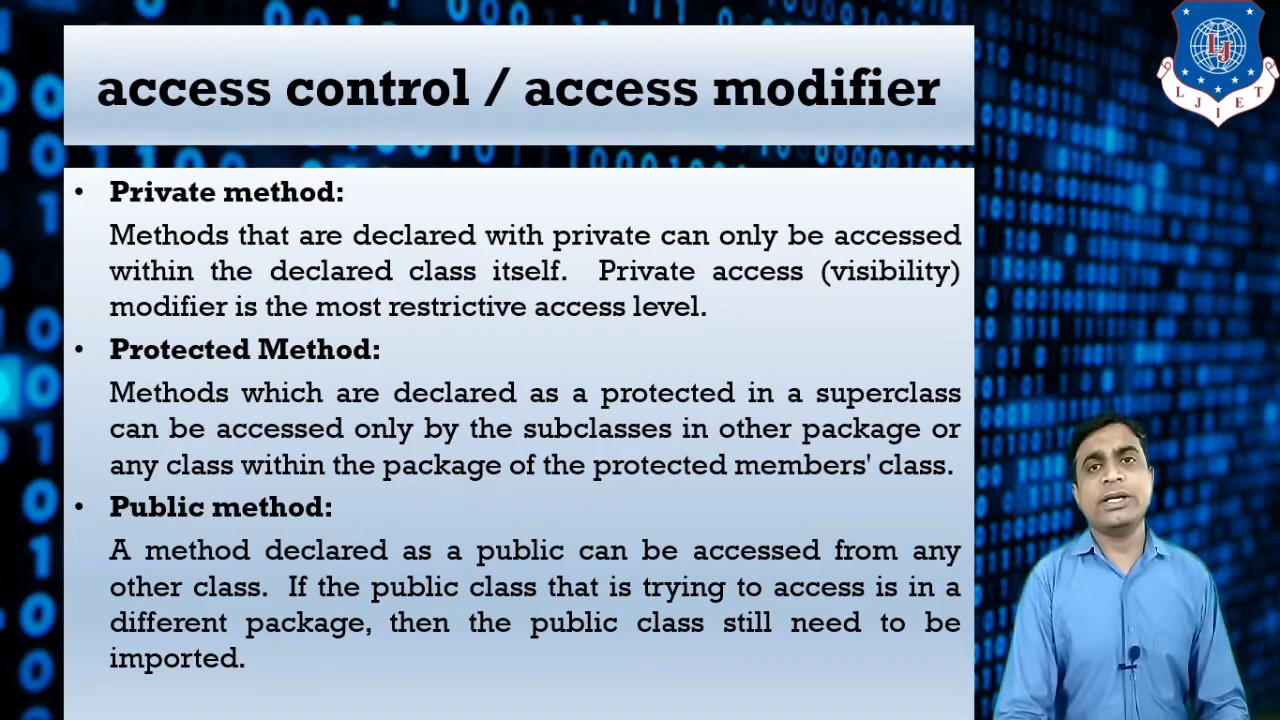 access control / access modifier
• Private method:
Methods that are declared with private can only be accessed
within the declared class itself. Private access (visibility)
modifier is the most restrictive access level.
• Protected Method:
Methods which are declared as a protected in a superclass
can be accessed only by the subclasses in other package or
any class within the package of the protected members' class.
• Public method:
A method declared as a public can be accessed from any
other class. If the public class that is trying to access is in a
different package, then the public class still need to be
imported.
LJ
LJIET